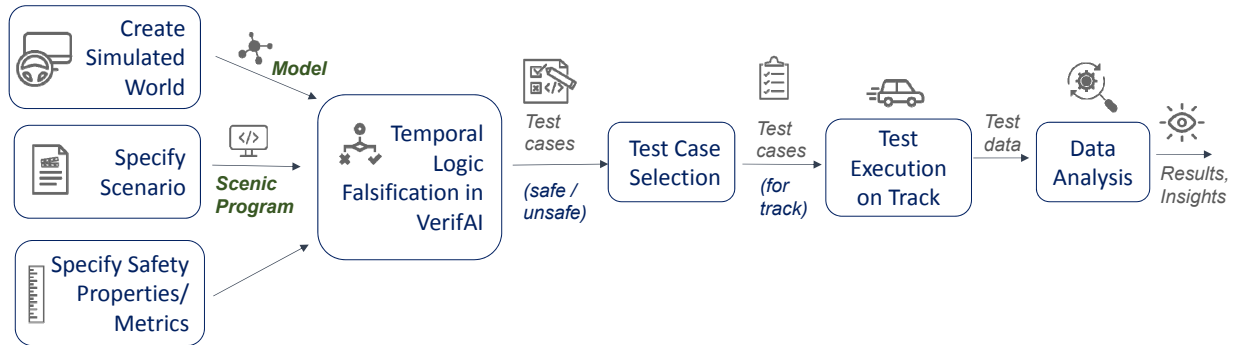 Create
Simulated
World
Model
Specify
Scenario
</>
Scenic
Program
Specify Safety
Properties/
Metrics
Temporal
Logic
Falsification in
VerifAI
</>
Test
cases
(safe /
unsafe)
Test Case
Selection
Test
cases
(for
track)
Test
Execution
on Track
Test
data
Data
Analysis
Results,
Insights